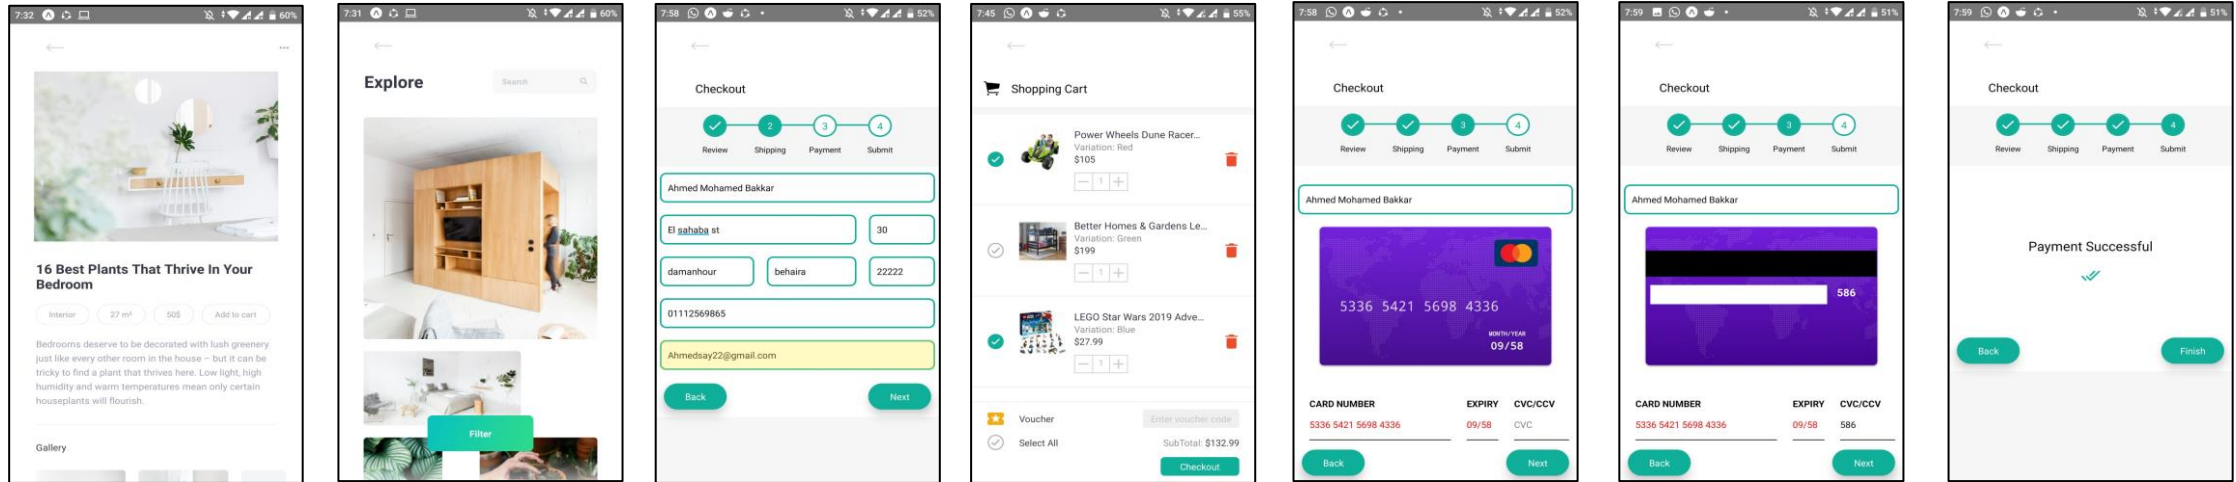 7:32
60%
16 Best Plants That Thrive In Your
Bedroom
Interior
27 m²
50$
Add to cart
Bedrooms deserve to be decorated with lush greenery
just like every other room in the house – but it can be
tricky to find a plant that thrives here. Low light, high
humidity and warm temperatures mean only certain
houseplants will flourish.
Gallery
7:31
60%
Explore
Search
Filter
7:58
52%
Checkout
2
3
4
Review
Shipping
Payment
Submit
Ahmed Mohamed Bakkar
El sahaba st
30
damanhour
behaira
22222
01112569865
Ahmedsay22@gmail.com
Back
Next
7:45
55%
Shopping Cart
Power Wheels Dune Racer...
Variation: Red
$105
1
Better Homes & Gardens Le...
Variation: Green
$199
1
LEGO Star Wars 2019 Adve...
Variation: Blue
$27.99
1
Voucher
Enter voucher code
Select All
SubTotal: $132.99
Checkout
7:58
52%
Checkout
3
4
Review
Shipping
Payment
Submit
Ahmed Mohamed Bakkar
5336 5421 5698 4336
MONTH/YEAR
09/58
CARD NUMBER
EXPIRY
CVC/CCV
5336 5421 5698 4336
09/58
CVC
Back
Next
7:59
51%
Checkout
3
4
Review
Shipping
Payment
Submit
Ahmed Mohamed Bakkar
586
CARD NUMBER
EXPIRY
CVC/CCV
5336 5421 5698 4336
09/58
586
Back
Next
7:59
51%
Checkout
4
Review
Shipping
Payment
Submit
Payment Successful
Back
Finish